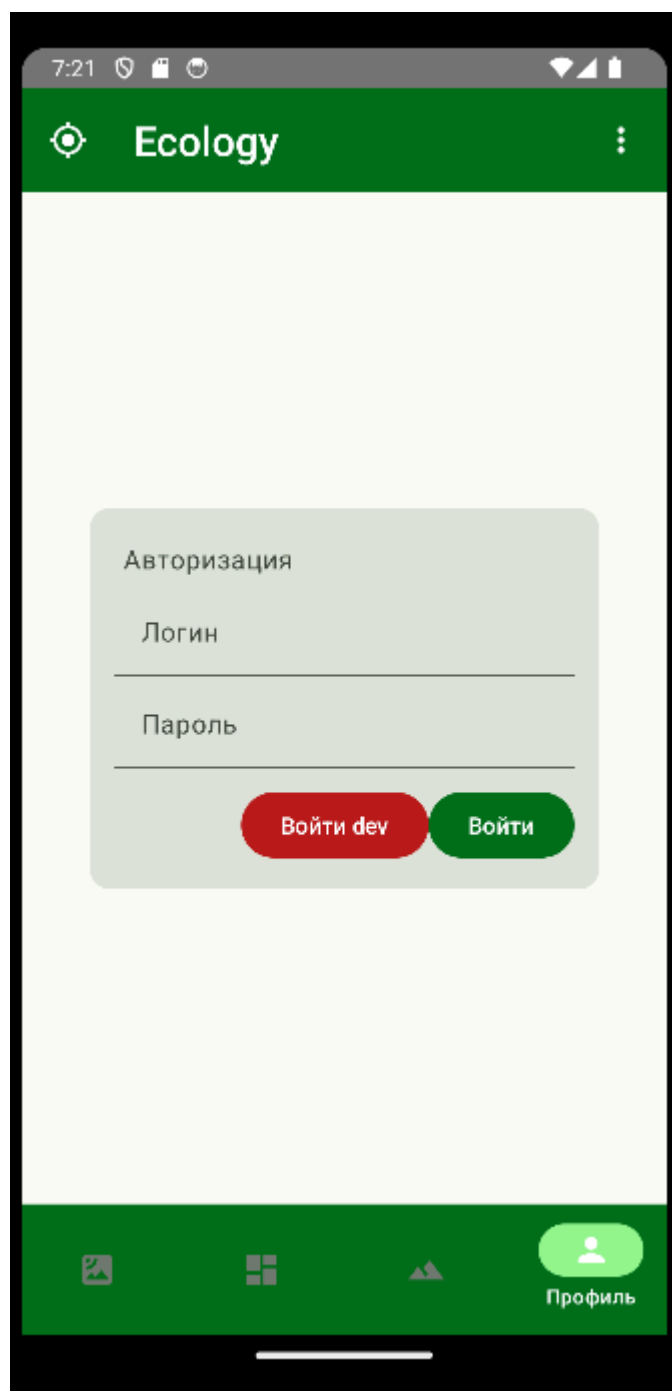 7:21
Ecology
Авторизация
Логин
Пароль
Войти dev Войти
Профиль